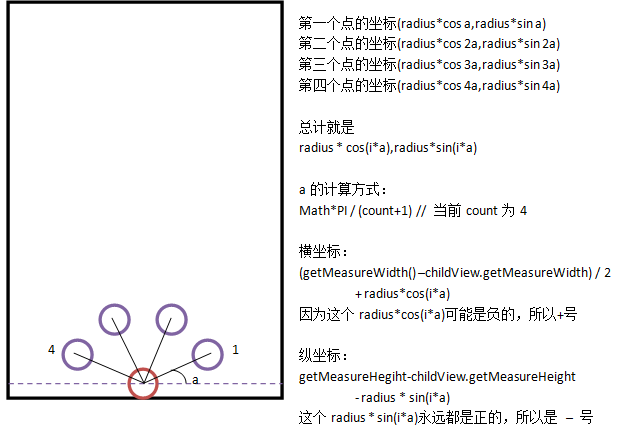 第一个点的坐标(radius*cos a,radius*sin a)
第二个点的坐标(radius*cos 2a,radius*sin 2a)
第三个点的坐标(radius*cos 3a,radius*sin 3a)
第四个点的坐标(radius*cos 4a,radius*sin 4a)
总计就是
radius * cos(i*a),radius*sin(i*a)
a 的计算方式：
Math*PI / (count+1) // 当前 count 为 4
横坐标：
(getMeasureWidth() –childView.getMeasureWidth) / 2
+ radius*cos(i*a)
因为这个 radius*cos(i*a)可能是负的，所以+号
纵坐标：
getMeasureHegiht-childView.getMeasureHeight
- radius * sin(i*a)
这个 radius * sin(i*a)永远都是正的，所以是 – 号
4
1
a